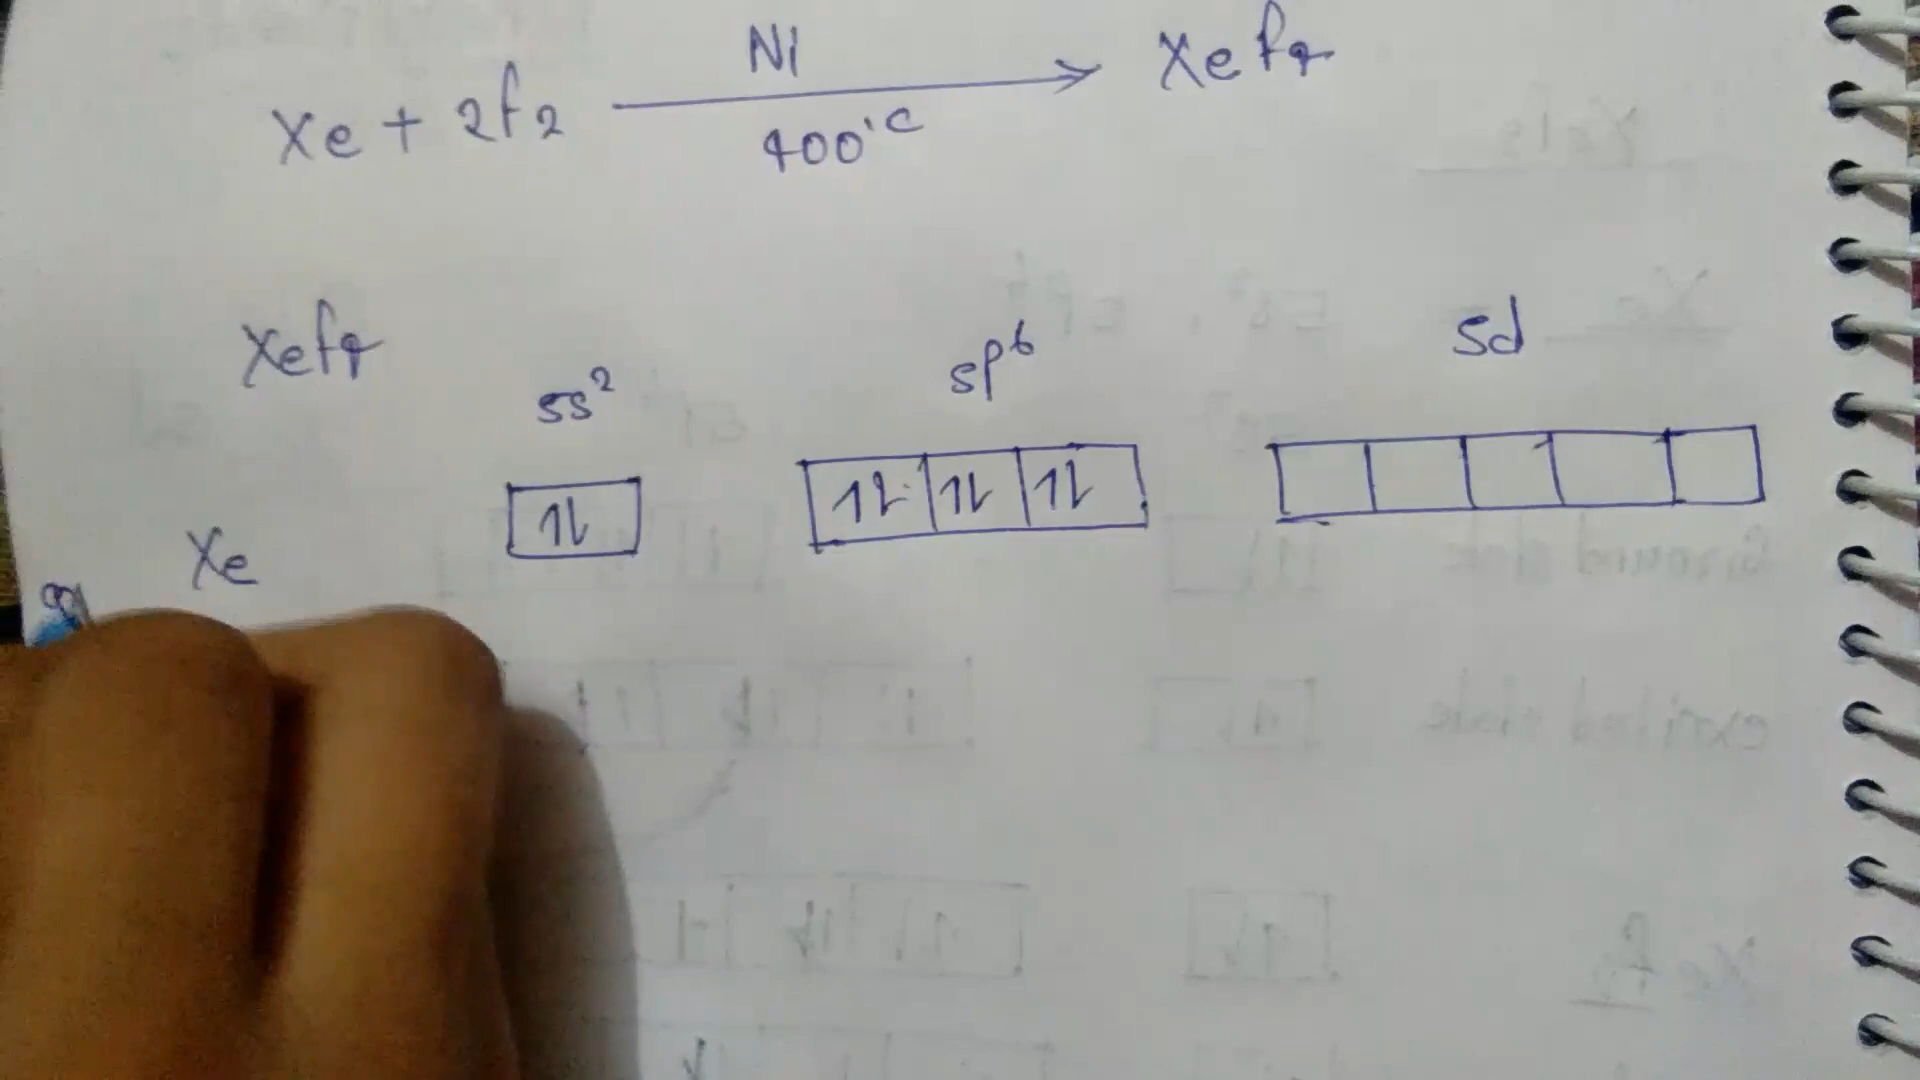 Ni
Xe + 2f2 → Xef4
400°C
Xef4
5s² 5p⁶ 5d
1l 1l 1l 1l
Xe